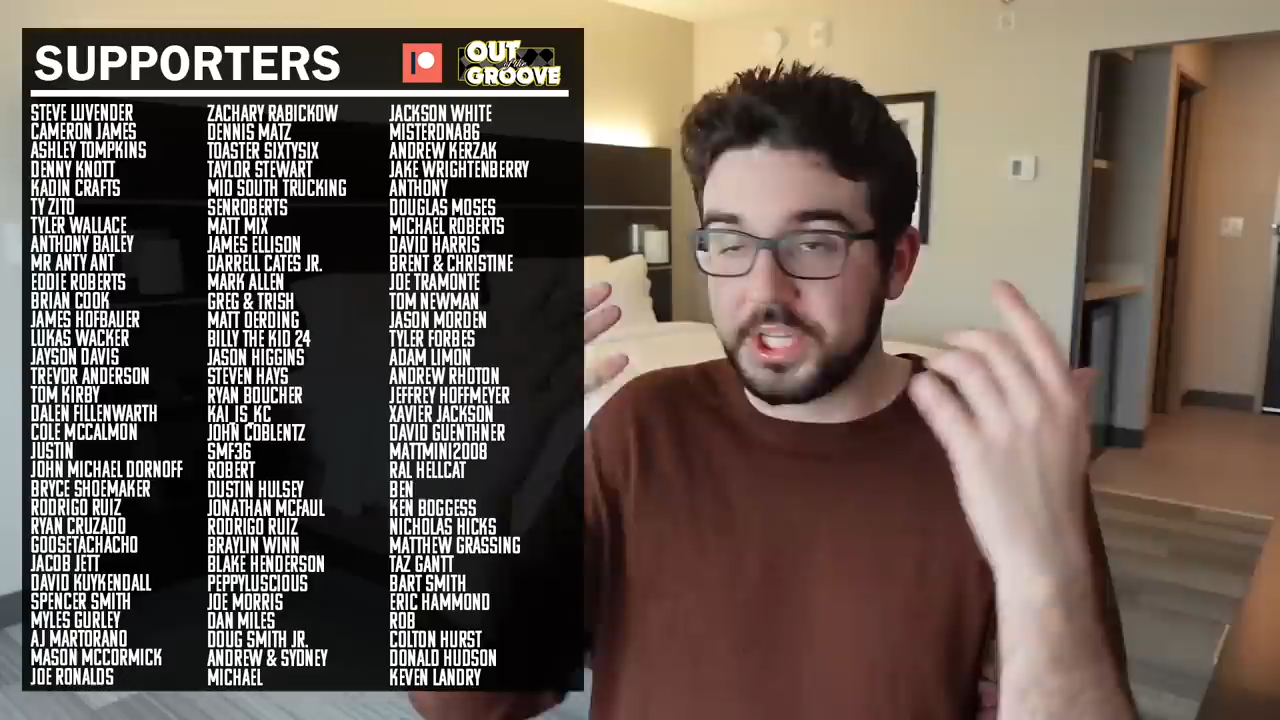 SUPPORTERS
OUT of the GROOVE
STEVE LUVENDER
CAMERON JAMES
ASHLEY TOMPKINS
DENNY KNOTT
KADIN CRAFTS
TY ZITO
TYLER WALLACE
ANTHONY BAILEY
MR ANTY ANT
EDDIE ROBERTS
BRIAN COOK
JAMES HOFBAUER
LUKAS WACKER
JAYSON DAVIS
TREVOR ANDERSON
TOM KIRBY
DALEN FILLENWARTH
COLE MCCALMON
JUSTIN
JOHN MICHAEL DORNOFF
BRYCE SHOEMAKER
RODRIGO RUIZ
RYAN CRUZADO
GOOSETACHACHO
JACOB JETT
DAVID KUYKENDALL
SPENCER SMITH
MYLES GURLEY
AJ MARTORANO
MASON MCCORMICK
JOE RONALDS
ZACHARY RABICKOW
DENNIS MATZ
TOASTER SIXTYSIX
TAYLOR STEWART
MID SOUTH TRUCKING
SENROBERTS
MATT MIX
JAMES ELLISON
DARRELL CATES JR.
MARK ALLEN
GREG & TRISH
MATT OERDING
BILLY THE KID 24
JASON HIGGINS
STEVEN HAYS
RYAN BOUCHER
KAI_IS_KC
JOHN COBLENTZ
SMF36
ROBERT
DUSTIN HULSEY
JONATHAN MCFAUL
RODRIGO RUIZ
BRAYLIN WINN
BLAKE HENDERSON
PEPPYLUSCIOUS
JOE MORRIS
DAN MILES
DOUG SMITH JR.
ANDREW & SYDNEY
MICHAEL
JACKSON WHITE
MISTERDNA86
ANDREW KERZAK
JAKE WRIGHTENBERRY
ANTHONY
DOUGLAS MOSES
MICHAEL ROBERTS
DAVID HARRIS
BRENT & CHRISTINE
JOE TRAMONTE
TOM NEWMAN
JASON MORDEN
TYLER FORBES
ADAM LIMON
ANDREW RHOTON
JEFFREY HOFFMEYER
XAVIER JACKSON
DAVID GUENTHNER
MATTMINI2008
RAL HELLCAT
BEN
KEN BOGGESS
NICHOLAS HICKS
MATTHEW GRASSING
TAZ GANTT
BART SMITH
ERIC HAMMOND
ROB
COLTON HURST
DONALD HUDSON
KEVEN LANDRY